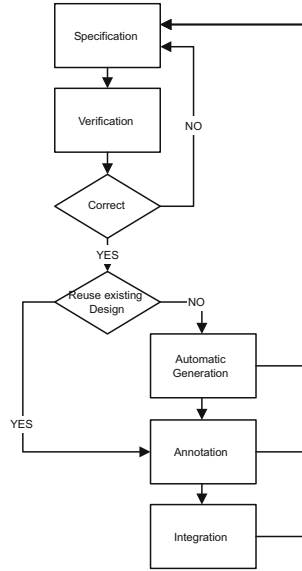 Specification
Verification
NO
Correct
YES
Reuse existing
Design
NO
Automatic
Generation
YES
Annotation
Integration